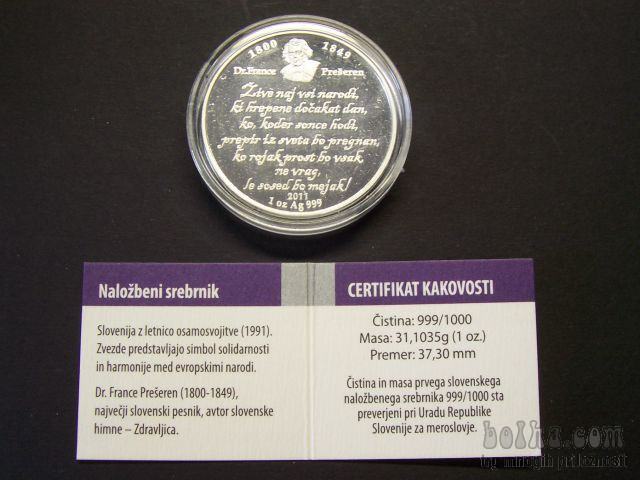 1800 1849
Dr. France Prešeren
Živé naj vsi narodi,
ki hrepene dočakat dan,
ko, koder sonce hodi,
prepir iz sveta bo pregnan,
ko rojak prost bo vsak,
ne vrag,
le sosed bo mejak!
2011
1 oz Ag 999
Naložbeni srebrnik
Slovenija z letnico osamosvojitve (1991).
Zvezde predstavljajo simbol solidarnosti
in harmonije med evropskimi narodi.
Dr. France Prešeren (1800-1849),
največji slovenski pesnik, avtor slovenske
himne – Zdravljica.
CERTIFIKAT KAKOVOSTI
Čistina: 999/1000
Masa: 31,1035g (1 oz.)
Premer: 37,30 mm
Čistina in masa prvega slovenskega
naložbenega srebrnika 999/1000 sta
preverjeni pri Uradu Republike
Slovenije za meroslovje.
bolha.com
trg mnogih priložnosti